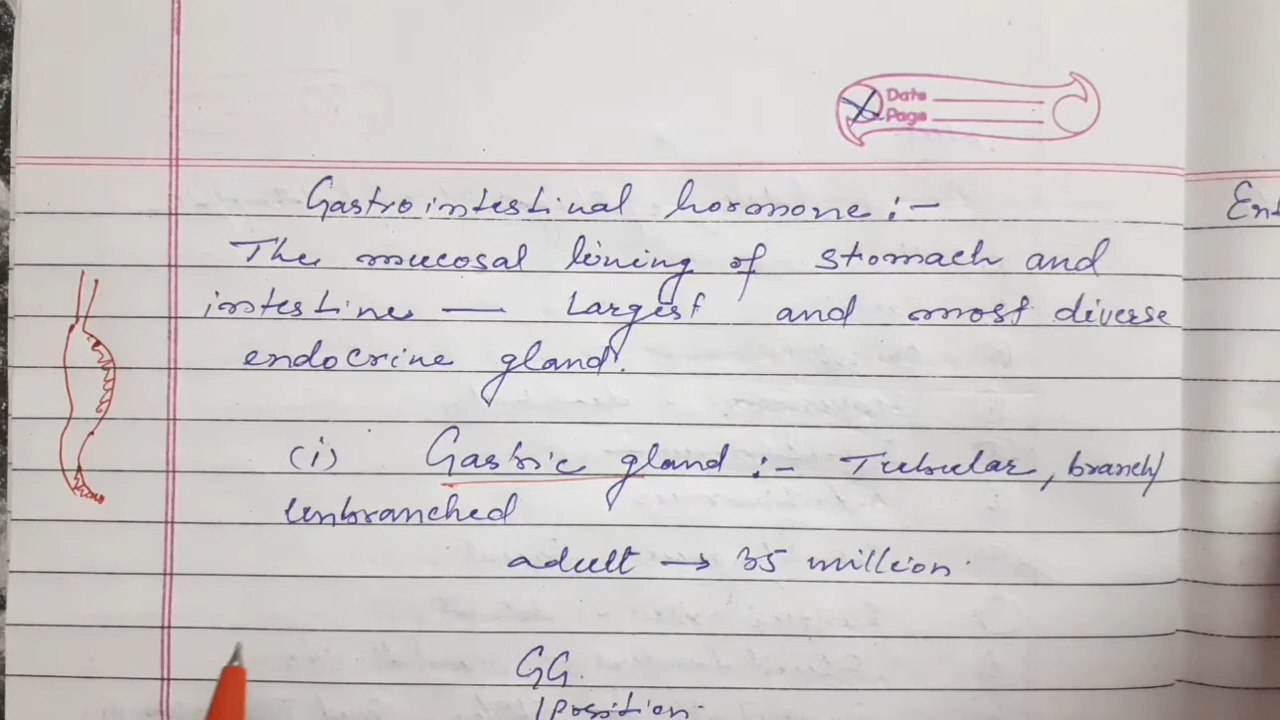 Date
Page
Gastrointestinal hormone :-
Ent
The mucosal lining of stomach and
intestine — Largest and most diverse
endocrine gland.
(i) Gastric gland :- Tubular, branch/
Unbranched
adult → 35 million.
GG.
Position.